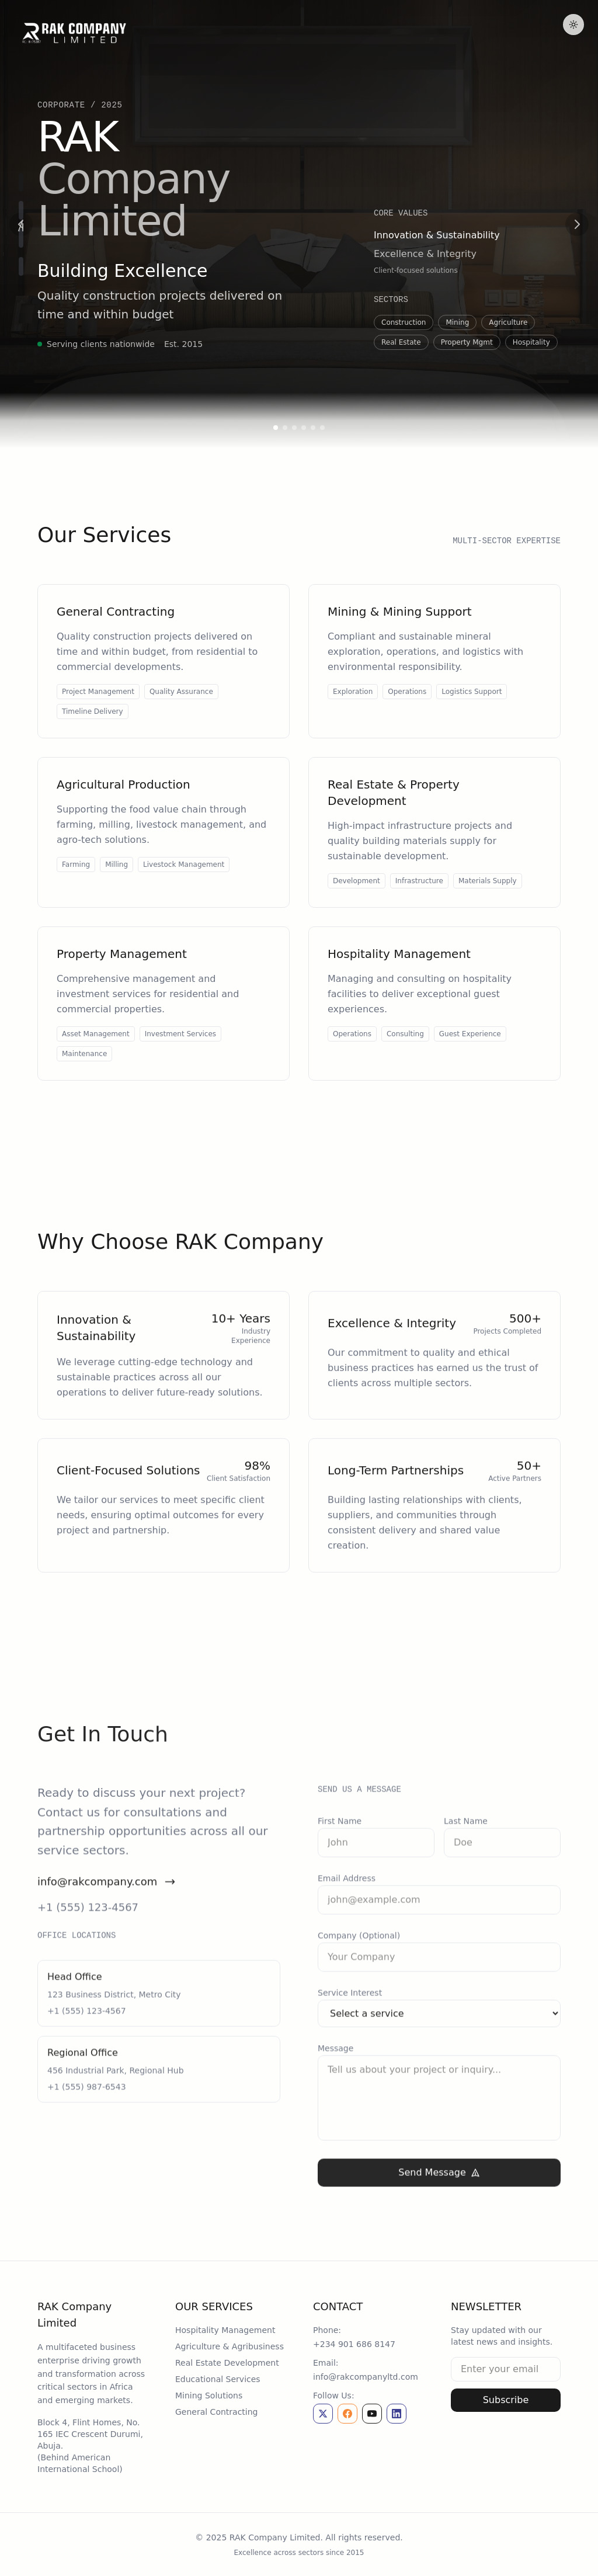 RAK COMPANY
LIMITED
CORPORATE / 2025
RAK
Company
Limited
Building Excellence
Quality construction projects delivered on
time and within budget
Serving clients nationwide Est. 2015
CORE VALUES
Innovation & Sustainability
Excellence & Integrity
Client-focused solutions
SECTORS
Construction Mining Agriculture
Real Estate Property Mgmt Hospitality
Our Services
MULTI-SECTOR EXPERTISE
General Contracting
Quality construction projects delivered on
time and within budget, from residential to
commercial developments.
Project Management Quality Assurance
Timeline Delivery
Mining & Mining Support
Compliant and sustainable mineral
exploration, operations, and logistics with
environmental responsibility.
Exploration Operations Logistics Support
Agricultural Production
Supporting the food value chain through
farming, milling, livestock management, and
agro-tech solutions.
Farming Milling Livestock Management
Real Estate & Property
Development
High-impact infrastructure projects and
quality building materials supply for
sustainable development.
Development Infrastructure Materials Supply
Property Management
Comprehensive management and
investment services for residential and
commercial properties.
Asset Management Investment Services
Maintenance
Hospitality Management
Managing and consulting on hospitality
facilities to deliver exceptional guest
experiences.
Operations Consulting Guest Experience
Why Choose RAK Company
Innovation &
Sustainability
10+ Years
Industry
Experience
We leverage cutting-edge technology and
sustainable practices across all our
operations to deliver future-ready solutions.
Excellence & Integrity
500+
Projects Completed
Our commitment to quality and ethical
business practices has earned us the trust of
clients across multiple sectors.
Client-Focused Solutions
98%
Client Satisfaction
We tailor our services to meet specific client
needs, ensuring optimal outcomes for every
project and partnership.
Long-Term Partnerships
50+
Active Partners
Building lasting relationships with clients,
suppliers, and communities through
consistent delivery and shared value
creation.
Get In Touch
Ready to discuss your next project?
Contact us for consultations and
partnership opportunities across all our
service sectors.
info@rakcompany.com →
+1 (555) 123-4567
OFFICE LOCATIONS
Head Office
123 Business District, Metro City
+1 (555) 123-4567
Regional Office
456 Industrial Park, Regional Hub
+1 (555) 987-6543
SEND US A MESSAGE
First Name Last Name
John Doe
Email Address
john@example.com
Company (Optional)
Your Company
Service Interest
Select a service
Message
Tell us about your project or inquiry...
Send Message
RAK Company
Limited
A multifaceted business
enterprise driving growth
and transformation across
critical sectors in Africa
and emerging markets.
Block 4, Flint Homes, No.
165 IEC Crescent Durumi,
Abuja.
(Behind American
International School)
OUR SERVICES
Hospitality Management
Agriculture & Agribusiness
Real Estate Development
Educational Services
Mining Solutions
General Contracting
CONTACT
Phone:
+234 901 686 8147
Email:
info@rakcompanyltd.com
Follow Us:
NEWSLETTER
Stay updated with our
latest news and insights.
Enter your email
Subscribe
© 2025 RAK Company Limited. All rights reserved.
Excellence across sectors since 2015